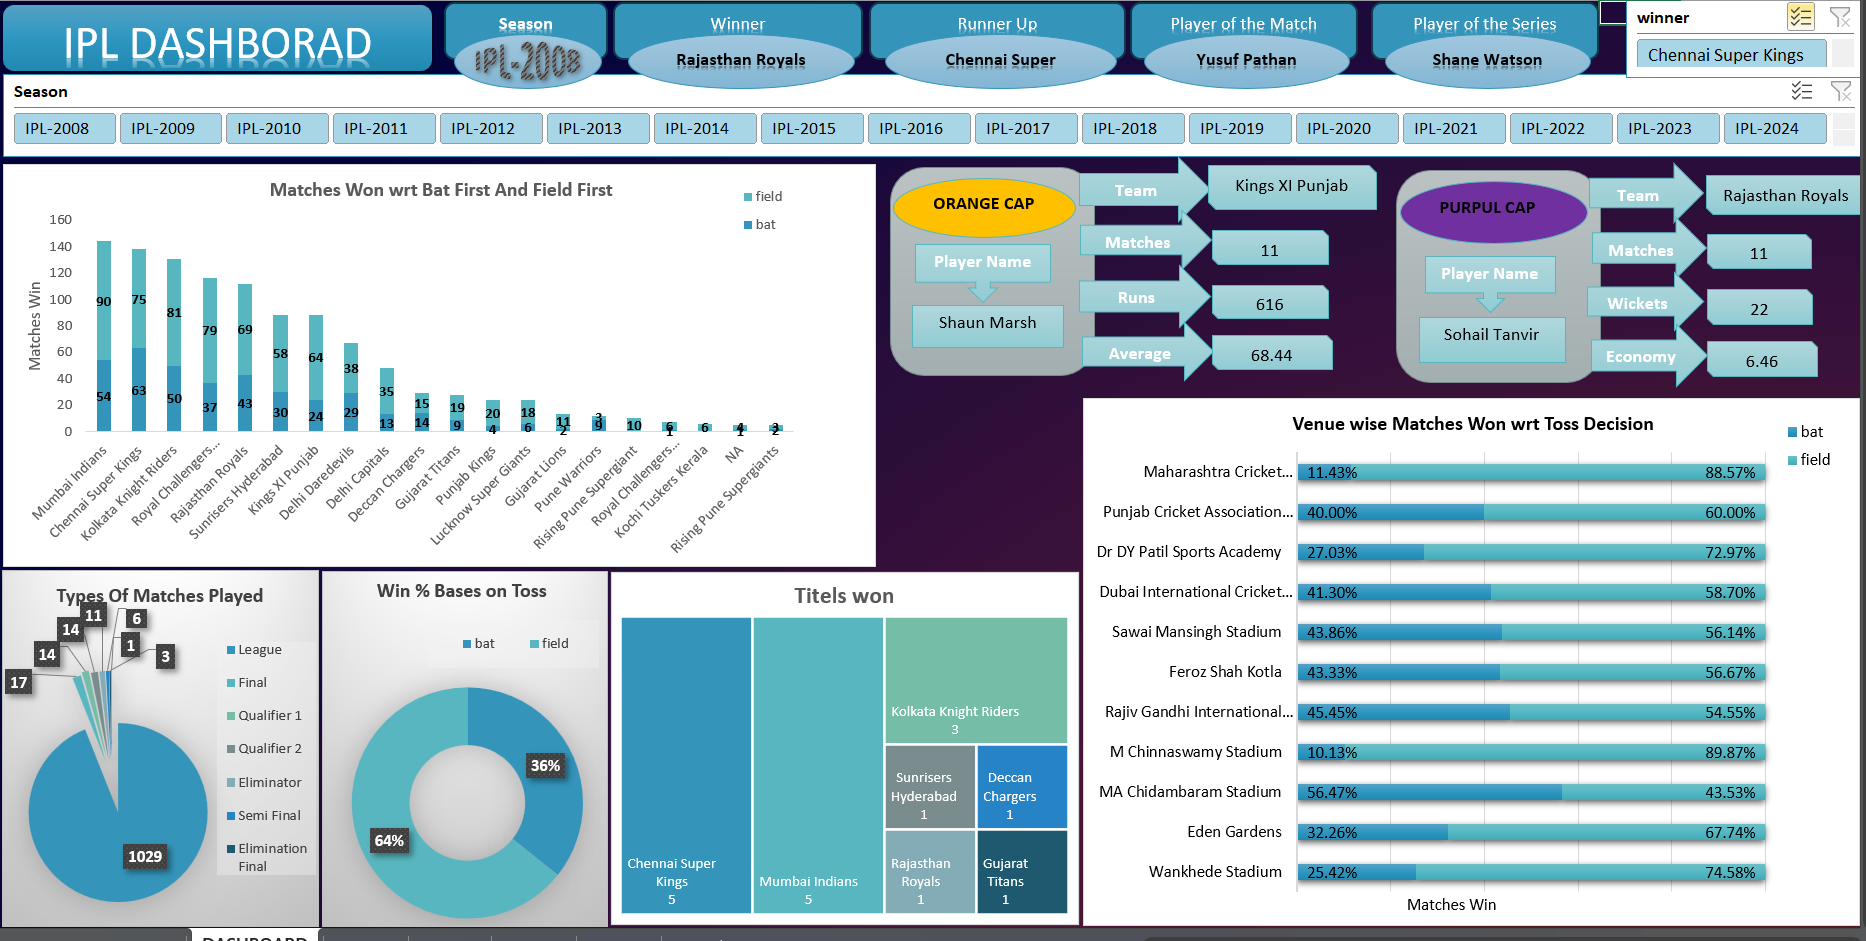 IPL DASHBORAD
Season
IPL-2008
Winner
Rajasthan Royals
Runner Up
Chennai Super
Player of the Match
Yusuf Pathan
Player of the Series
Shane Watson
winner
Chennai Super Kings
Season
IPL-2008 IPL-2009 IPL-2010 IPL-2011 IPL-2012 IPL-2013 IPL-2014 IPL-2015 IPL-2016 IPL-2017 IPL-2018 IPL-2019 IPL-2020 IPL-2021 IPL-2022 IPL-2023 IPL-2024
Matches Won wrt Bat First And Field First
field
bat
Matches Win
160
140
120
100
80
60
40
20
0
90 75 81 79 69 58 64 38 35 15 19 20 18 11 3 10 6 6 4 3
54 63 50 37 43 30 24 29 13 14 9 4 6 2 9 1 1 2
Mumbai Indians
Chennai Super Kings
Kolkata Knight Riders
Royal Challengers...
Rajasthan Royals
Sunrisers Hyderabad
Kings XI Punjab
Delhi Daredevils
Delhi Capitals
Deccan Chargers
Gujarat Titans
Punjab Kings
Lucknow Super Giants
Gujarat Lions
Pune Warriors
Rising Pune Supergiant
Royal Challengers...
Kochi Tuskers Kerala
NA
Rising Pune Supergiants
ORANGE CAP
Player Name
Shaun Marsh
Team
Kings XI Punjab
Matches
11
Runs
616
Average
68.44
PURPUL CAP
Player Name
Sohail Tanvir
Team
Rajasthan Royals
Matches
11
Wickets
22
Economy
6.46
Types Of Matches Played
17
14
14
11
6
1
3
1029
League
Final
Qualifier 1
Qualifier 2
Eliminator
Semi Final
Elimination
Final
Win % Bases on Toss
bat field
36%
64%
Titels won
Chennai Super
Kings
5
Mumbai Indians
5
Kolkata Knight Riders
3
Sunrisers
Hyderabad
1
Deccan
Chargers
1
Rajasthan
Royals
1
Gujarat
Titans
1
Venue wise Matches Won wrt Toss Decision
bat
field
Maharashtra Cricket... 11.43% 88.57%
Punjab Cricket Association... 40.00% 60.00%
Dr DY Patil Sports Academy 27.03% 72.97%
Dubai International Cricket... 41.30% 58.70%
Sawai Mansingh Stadium 43.86% 56.14%
Feroz Shah Kotla 43.33% 56.67%
Rajiv Gandhi International... 45.45% 54.55%
M Chinnaswamy Stadium 10.13% 89.87%
MA Chidambaram Stadium 56.47% 43.53%
Eden Gardens 32.26% 67.74%
Wankhede Stadium 25.42% 74.58%
Matches Win
DASHBOARD